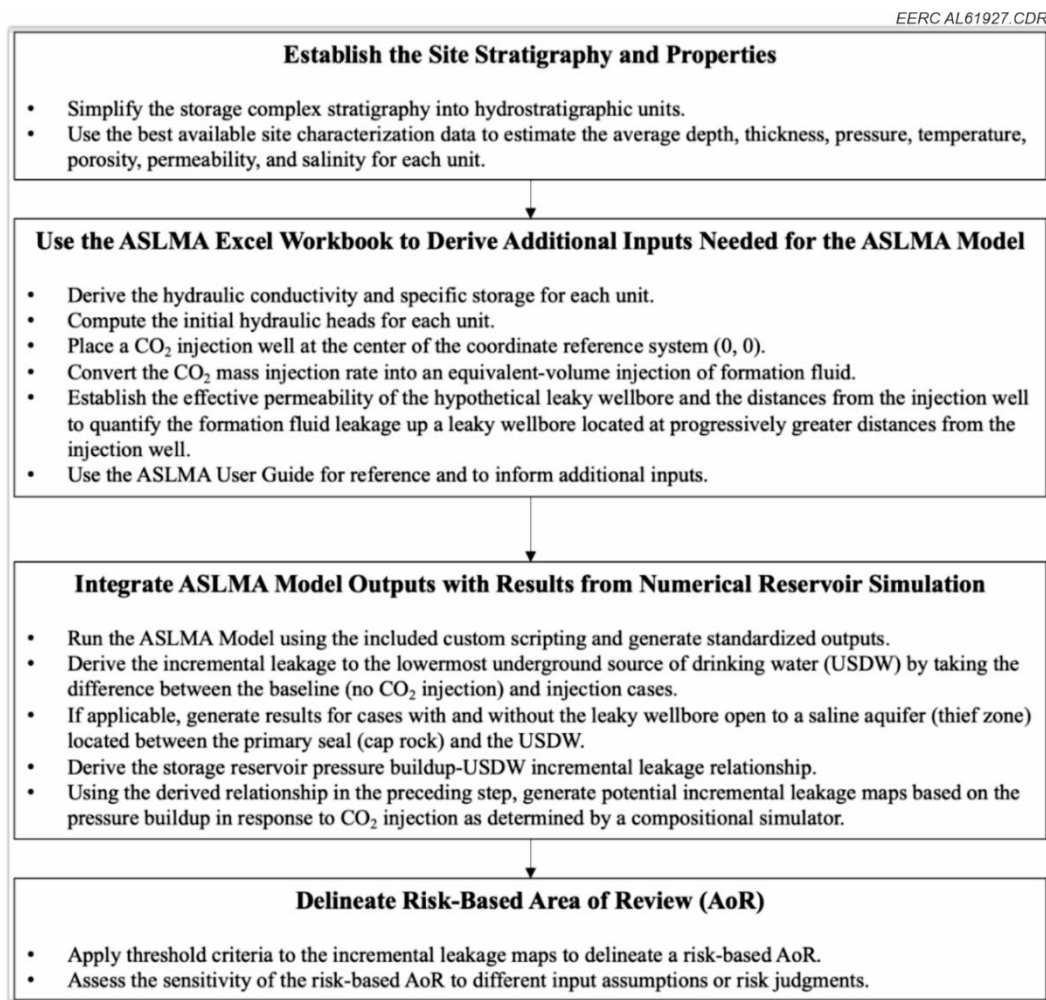 EERC AL61927.CDR
Establish the Site Stratigraphy and Properties
• Simplify the storage complex stratigraphy into hydrostratigraphic units.
• Use the best available site characterization data to estimate the average depth, thickness, pressure, temperature,
porosity, permeability, and salinity for each unit.
Use the ASLMA Excel Workbook to Derive Additional Inputs Needed for the ASLMA Model
• Derive the hydraulic conductivity and specific storage for each unit.
• Compute the initial hydraulic heads for each unit.
• Place a CO₂ injection well at the center of the coordinate reference system (0, 0).
• Convert the CO₂ mass injection rate into an equivalent-volume injection of formation fluid.
• Establish the effective permeability of the hypothetical leaky wellbore and the distances from the injection well
to quantify the formation fluid leakage up a leaky wellbore located at progressively greater distances from the
injection well.
• Use the ASLMA User Guide for reference and to inform additional inputs.
Integrate ASLMA Model Outputs with Results from Numerical Reservoir Simulation
• Run the ASLMA Model using the included custom scripting and generate standardized outputs.
• Derive the incremental leakage to the lowermost underground source of drinking water (USDW) by taking the
difference between the baseline (no CO₂ injection) and injection cases.
• If applicable, generate results for cases with and without the leaky wellbore open to a saline aquifer (thief zone)
located between the primary seal (cap rock) and the USDW.
• Derive the storage reservoir pressure buildup-USDW incremental leakage relationship.
• Using the derived relationship in the preceding step, generate potential incremental leakage maps based on the
pressure buildup in response to CO₂ injection as determined by a compositional simulator.
Delineate Risk-Based Area of Review (AoR)
• Apply threshold criteria to the incremental leakage maps to delineate a risk-based AoR.
• Assess the sensitivity of the risk-based AoR to different input assumptions or risk judgments.